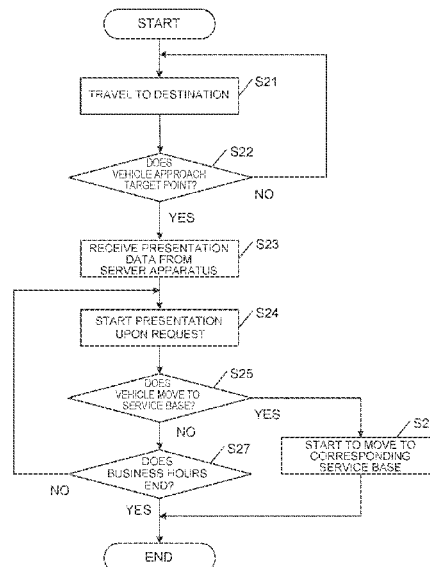 START
TRAVEL TO DESTINATION
S21
DOES
VEHICLE APPROACH
TARGET POINT?
S22
NO
YES
RECEIVE PRESENTATION
DATA FROM
SERVER APPARATUS
S23
START PRESENTATION
UPON REQUEST
S24
DOES
VEHICLE MOVE TO
SERVICE BASE?
S25
YES
NO
START TO MOVE TO
CORRESPONDING
SERVICE BASE
S2
DOES
BUSINESS HOURS
END?
S27
NO
YES
END